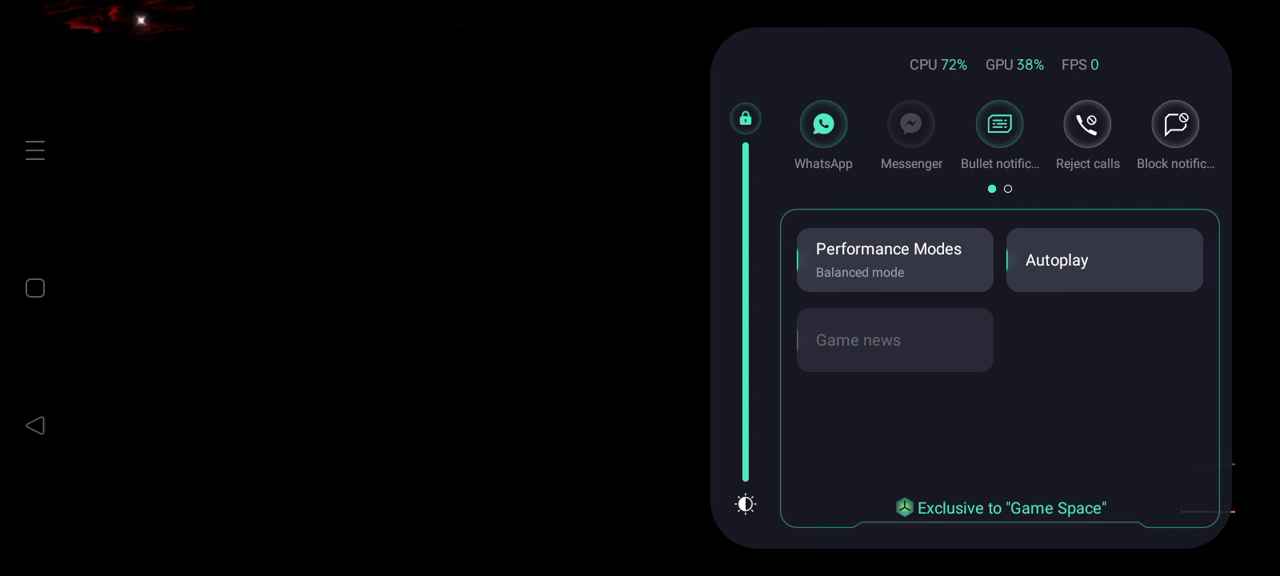 CPU 72% GPU 38% FPS 0
WhatsApp Messenger Bullet notific... Reject calls Block notific...
Performance Modes
Balanced mode
Autoplay
Game news
Exclusive to "Game Space"